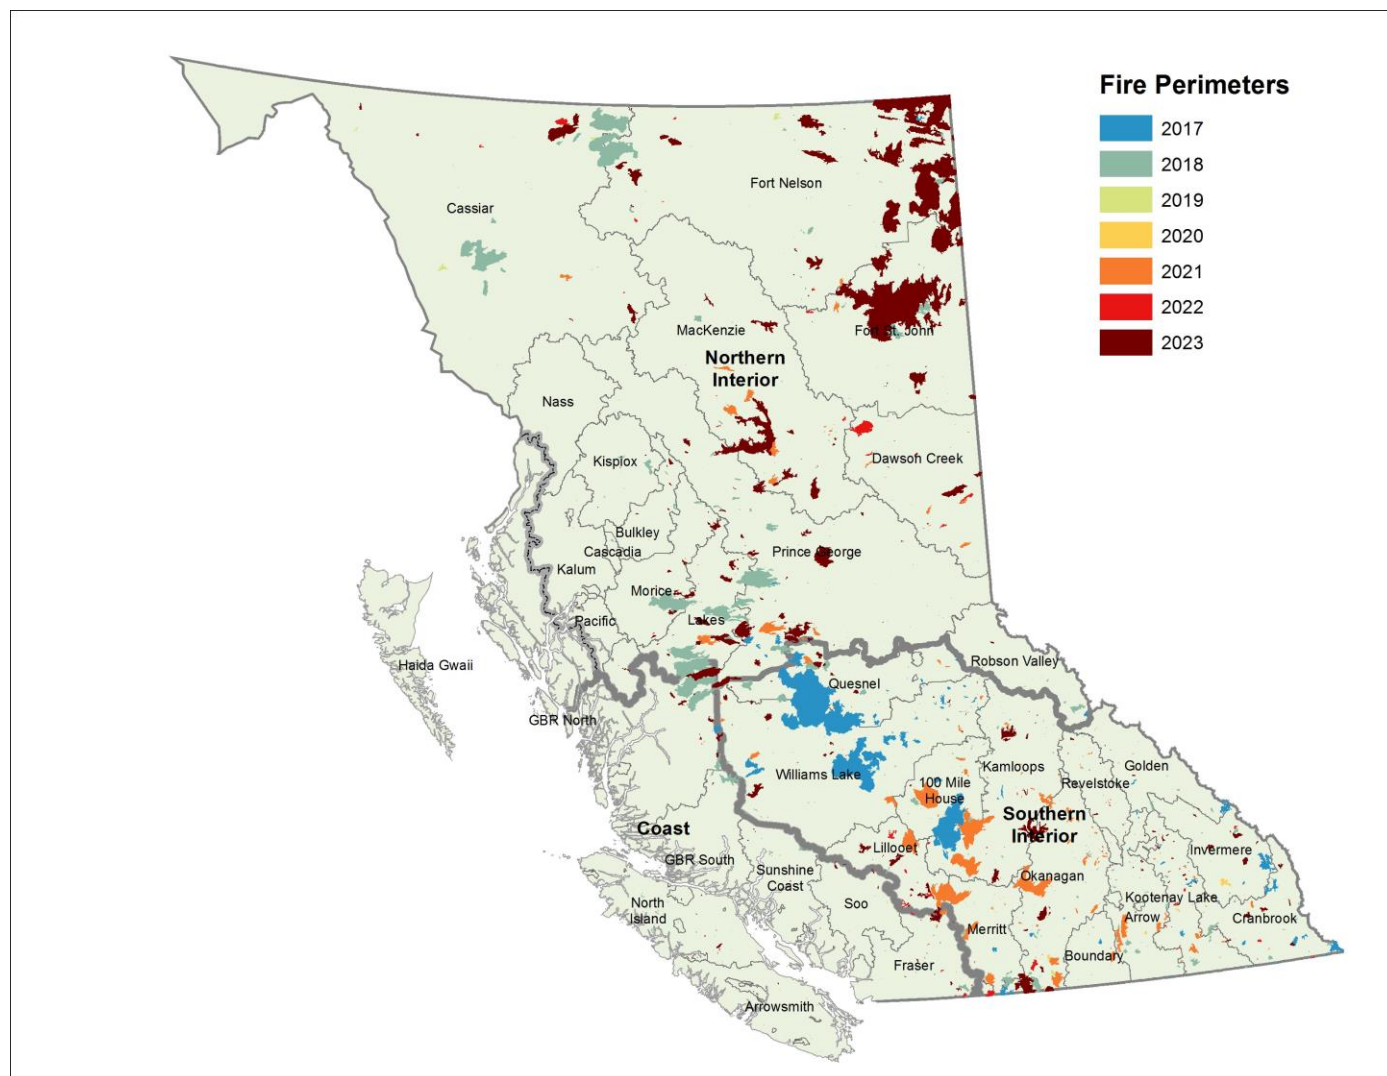 Fire Perimeters
2017
2018
2019
2020
2021
2022
2023
Fort Nelson
Cassiar
MacKenzie
Fort St. John
Northern
Interior
Nass
Dawson Creek
Kispiox
Bulkley
Cascadia
Prince George
Kalum
Morice
Pacific
Lakes
Haida Gwaii
Robson Valley
Quesnel
GBR North
Williams Lake
Kamloops
Golden
100 Mile
House
Revelstoke
Southern
Interior
Coast
Lillooet
Invermere
GBR South
Sunshine
Coast
Okanagan
North
Island
Soo
Kootenay Lake
Arrow
Cranbrook
Merritt
Boundary
Fraser
Arrowsmith